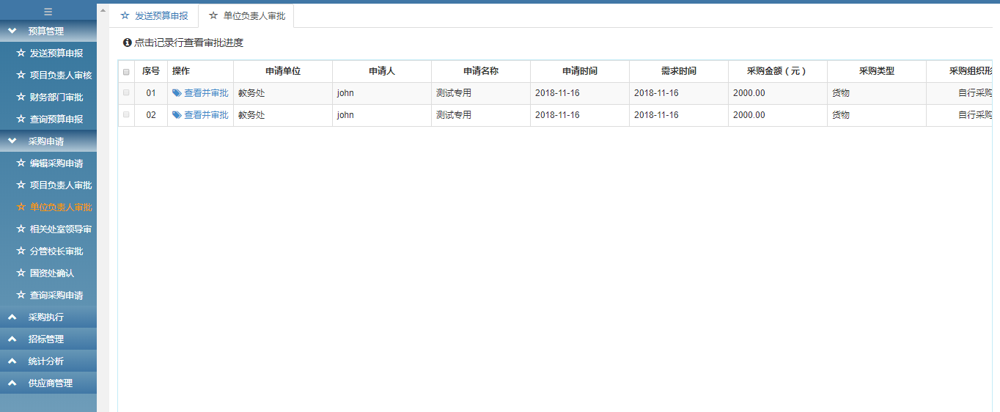 预算管理
发送预算申报
项目负责人审核
财务部门审批
查询预算申报
采购申请
编辑采购申请
项目负责人审批
单位负责人审批
相关处室领导审
分管校长审批
国资处确认
查询采购申请
采购执行
招标管理
统计分析
供应商管理
发送预算申报 单位负责人审批
点击记录行查看审批进度
序号 操作 申请单位 申请人 申请名称 申请时间 需求时间 采购金额（元） 采购类型 采购组织形
01 查看并审批 教务处 john 测试专用 2018-11-16 2018-11-16 2000.00 货物 自行采购
02 查看并审批 教务处 john 测试专用 2018-11-16 2018-11-16 2000.00 货物 自行采购